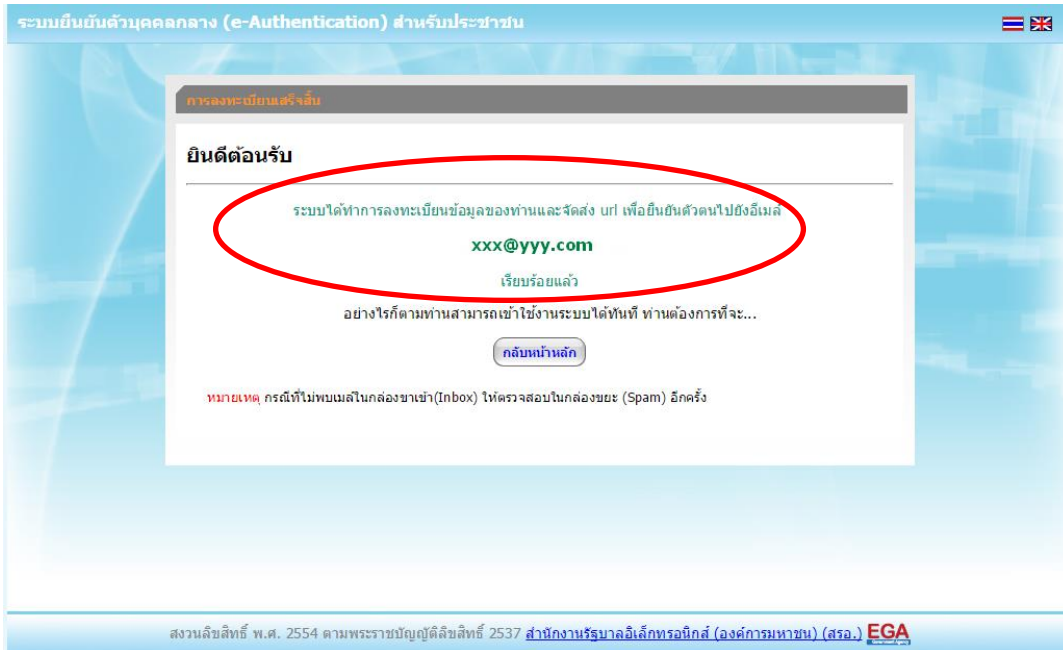 ระบบยืนยันตัวบุคคลกลาง (e-Authentication) สำหรับประชาชน
การลงทะเบียนเสร็จสิ้น
ยินดีต้อนรับ
ระบบได้ทำการลงทะเบียนข้อมูลของท่านและจัดส่ง url เพื่อยืนยันตัวตนไปยังอีเมล์
xxx@yyy.com
เรียบร้อยแล้ว
อย่างไรก็ตามท่านสามารถเข้าใช้งานระบบได้ทันที ท่านต้องการที่จะ...
กลับหน้าหลัก
หมายเหตุ กรณีที่ไม่พบเมล์ในกล่องขาเข้า(Inbox) ให้ตรวจสอบในกล่องขยะ (Spam) อีกครั้ง
สงวนลิขสิทธิ์ พ.ศ. 2554 ตามพระราชบัญญัติลิขสิทธิ์ 2537 สำนักงานรัฐบาลอิเล็กทรอนิกส์ (องค์การมหาชน) (สรอ.) EGA